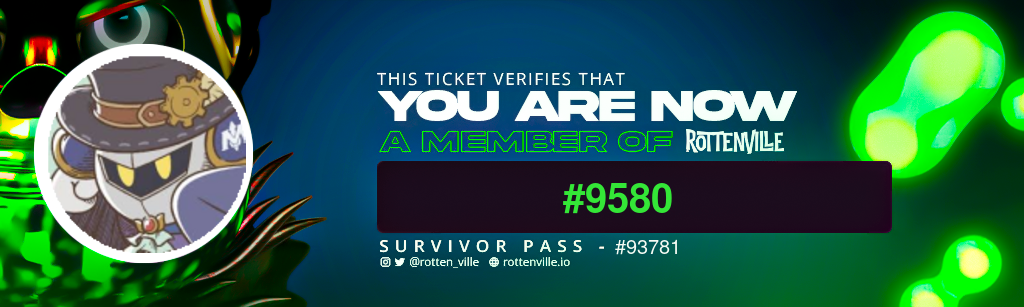 THIS TICKET VERIFIES THAT
YOU ARE NOW
A MEMBER OF ROTTENVILLE
#9580
SURVIVOR PASS - #93781
@rotten_ville rottenville.io